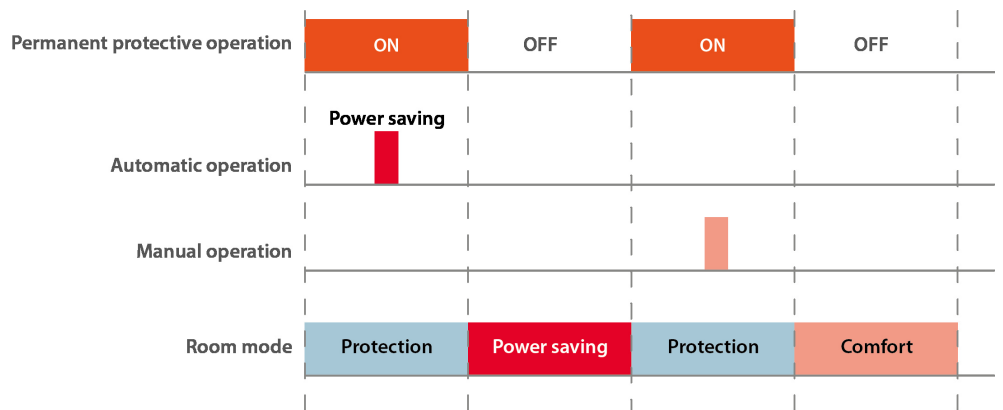 Permanent protective operation ON OFF ON OFF
Power saving
Automatic operation
Manual operation
Room mode Protection Power saving Protection Comfort